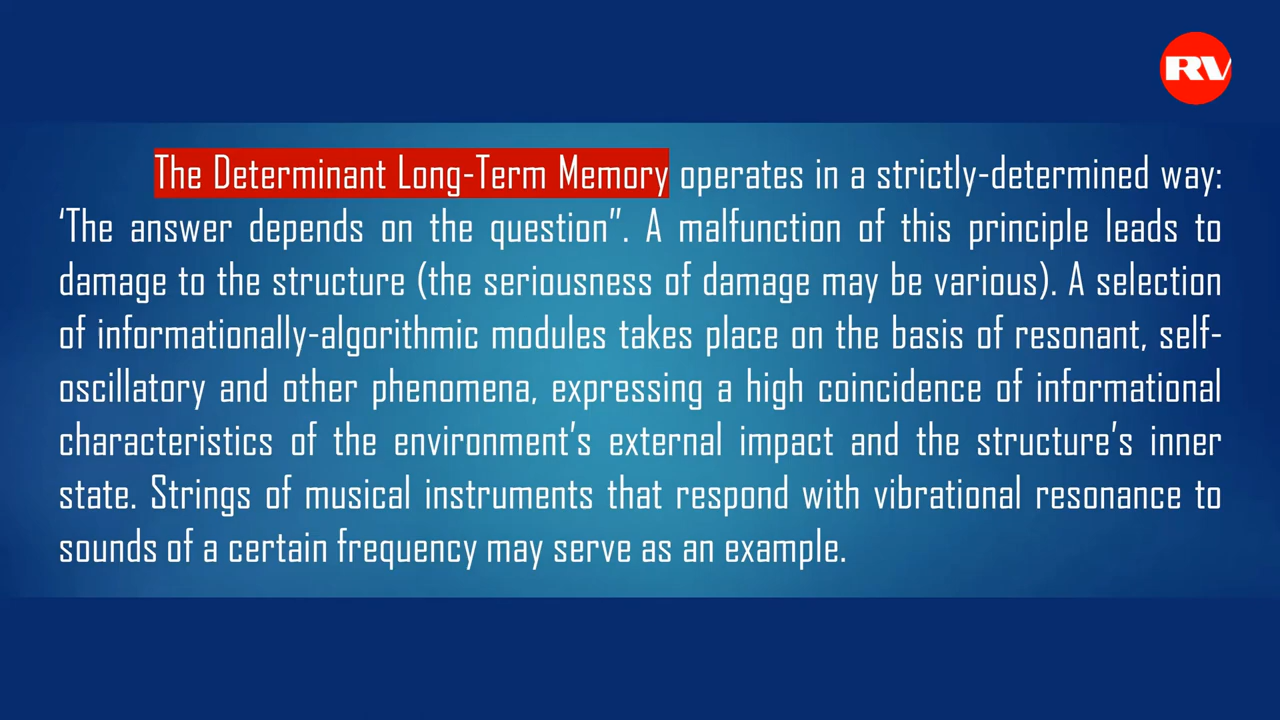 RV
The Determinant Long-Term Memory operates in a strictly-determined way:
‘The answer depends on the question”. A malfunction of this principle leads to
damage to the structure (the seriousness of damage may be various). A selection
of informationally-algorithmic modules takes place on the basis of resonant, self-
oscillatory and other phenomena, expressing a high coincidence of informational
characteristics of the environment’s external impact and the structure’s inner
state. Strings of musical instruments that respond with vibrational resonance to
sounds of a certain frequency may serve as an example.